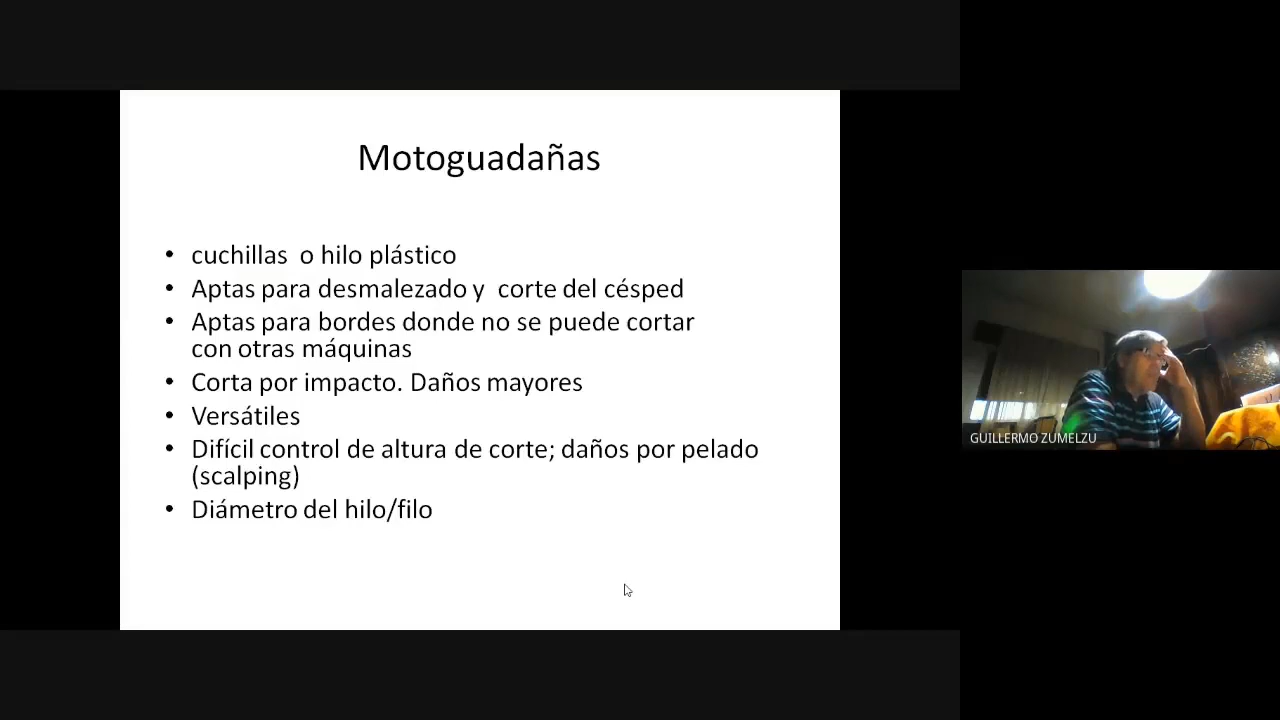 Motoguadañas
• cuchillas o hilo plástico
• Aptas para desmalezado y corte del césped
• Aptas para bordes donde no se puede cortar
con otras máquinas
• Corta por impacto. Daños mayores
• Versátiles
• Difícil control de altura de corte; daños por pelado
(scalping)
• Diámetro del hilo/filo
GUILLERMO ZUMELZU